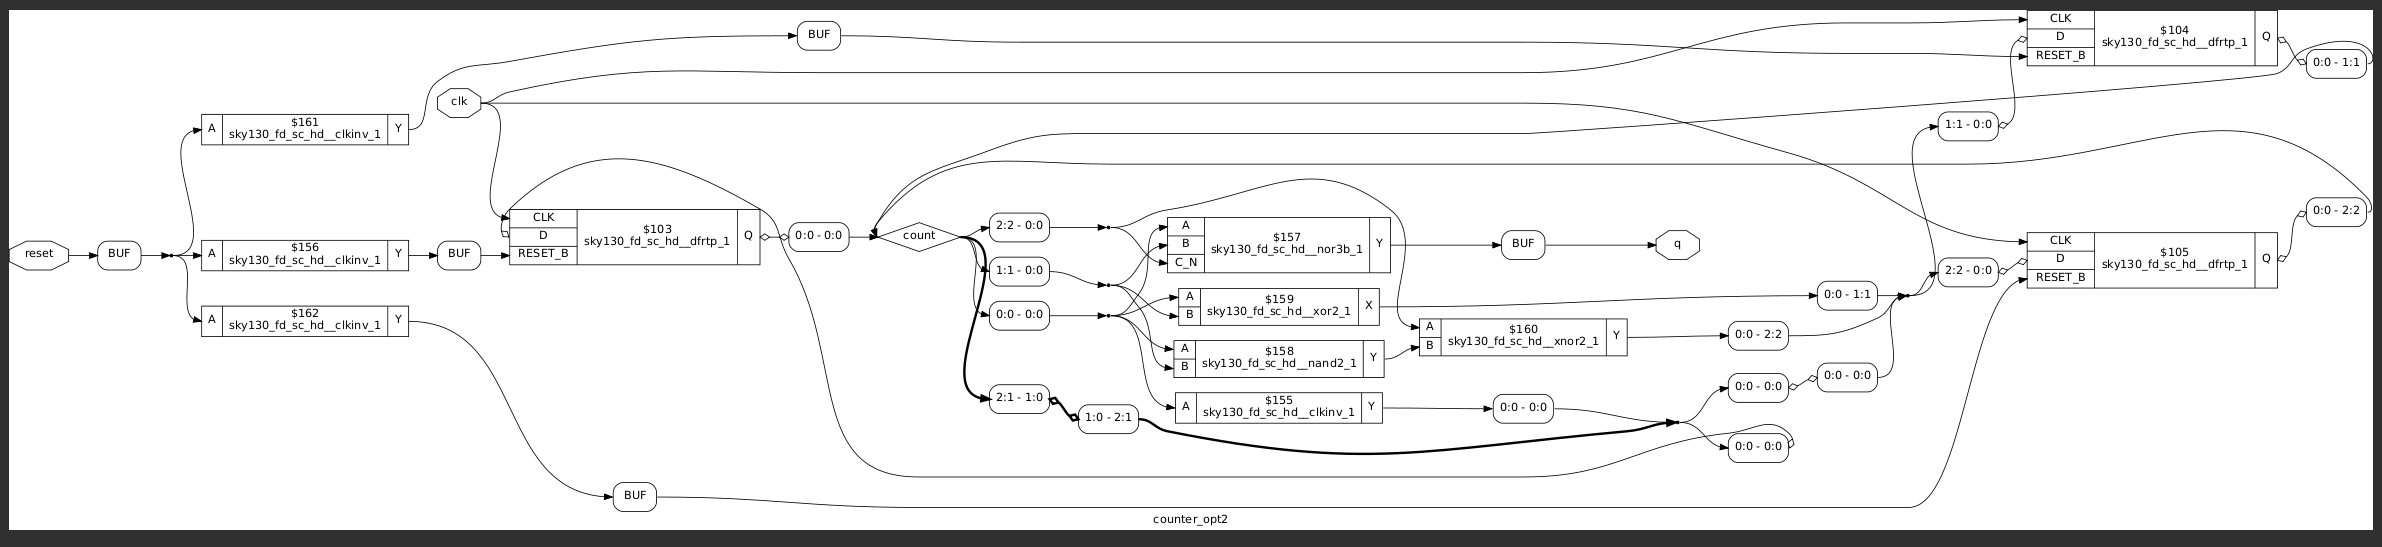 BUF
CLK
D
RESET_B
$104
sky130_fd_sc_hd__dfrtp_1
Q
0:0 - 1:1
clk
A
$161
sky130_fd_sc_hd__clkinv_1
Y
1:1 - 0:0
reset
BUF
A
$156
sky130_fd_sc_hd__clkinv_1
Y
BUF
CLK
D
RESET_B
$103
sky130_fd_sc_hd__dfrtp_1
Q
0:0 - 0:0
count
2:2 - 0:0
1:1 - 0:0
0:0 - 0:0
A
B
C_N
$157
sky130_fd_sc_hd__nor3b_1
Y
BUF
q
0:0 - 2:2
CLK
D
RESET_B
$105
sky130_fd_sc_hd__dfrtp_1
Q
2:2 - 0:0
A
B
$159
sky130_fd_sc_hd__xor2_1
X
0:0 - 1:1
A
$162
sky130_fd_sc_hd__clkinv_1
Y
A
B
$160
sky130_fd_sc_hd__xnor2_1
Y
0:0 - 2:2
A
B
$158
sky130_fd_sc_hd__nand2_1
Y
0:0 - 0:0
0:0 - 0:0
2:1 - 1:0
1:0 - 2:1
A
$155
sky130_fd_sc_hd__clkinv_1
Y
0:0 - 0:0
0:0 - 0:0
BUF
counter_opt2